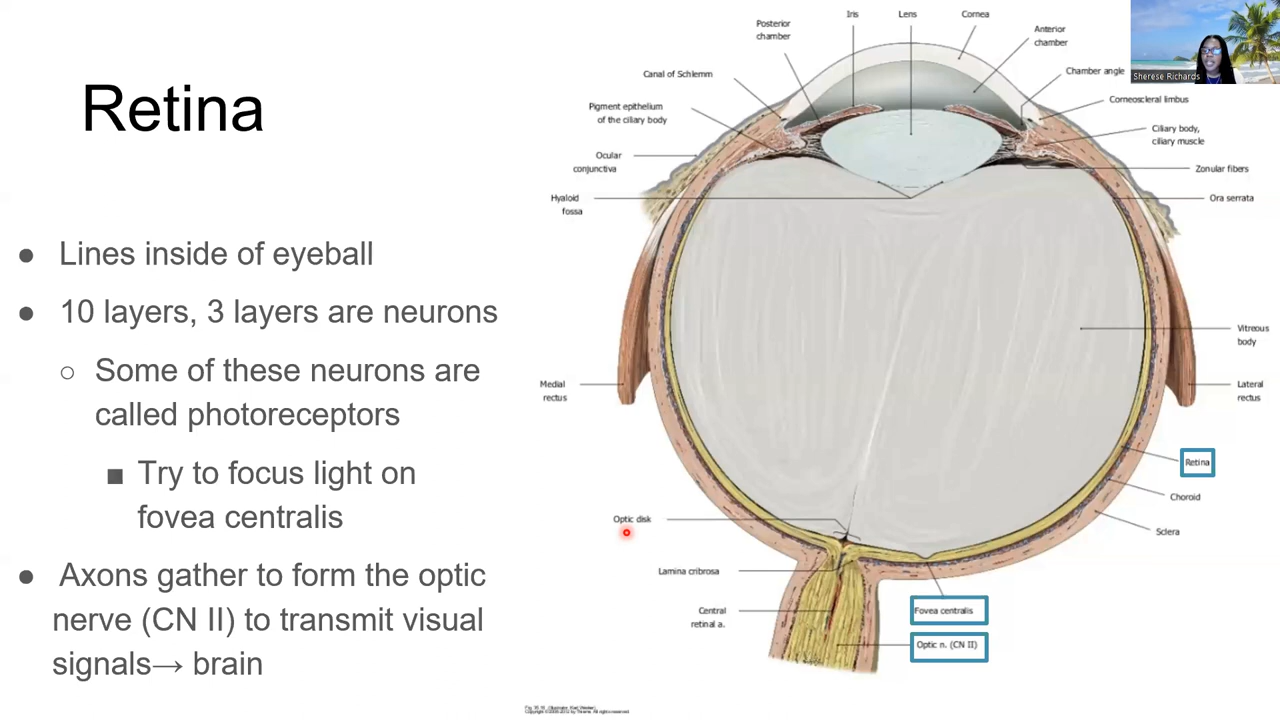 Retina
● Lines inside of eyeball
● 10 layers, 3 layers are neurons
○ Some of these neurons are
called photoreceptors
■ Try to focus light on
fovea centralis
● Axons gather to form the optic
nerve (CN II) to transmit visual
signals→ brain
Posterior
chamber
Iris
Lens
Cornea
Anterior
chamber
Canal of Schlemm
Chamber angle
Pigment epithelium
of the ciliary body
Corneoscleral limbus
Ciliary body,
ciliary muscle
Ocular
conjunctiva
Zonular fibers
Hyaloid
fossa
Ora serrata
Vitreous
body
Medial
rectus
Lateral
rectus
Retina
Choroid
Optic disk
Sclera
Lamina cribrosa
Central
retinal a.
Fovea centralis
Optic n. (CN II)
Sherese Richards